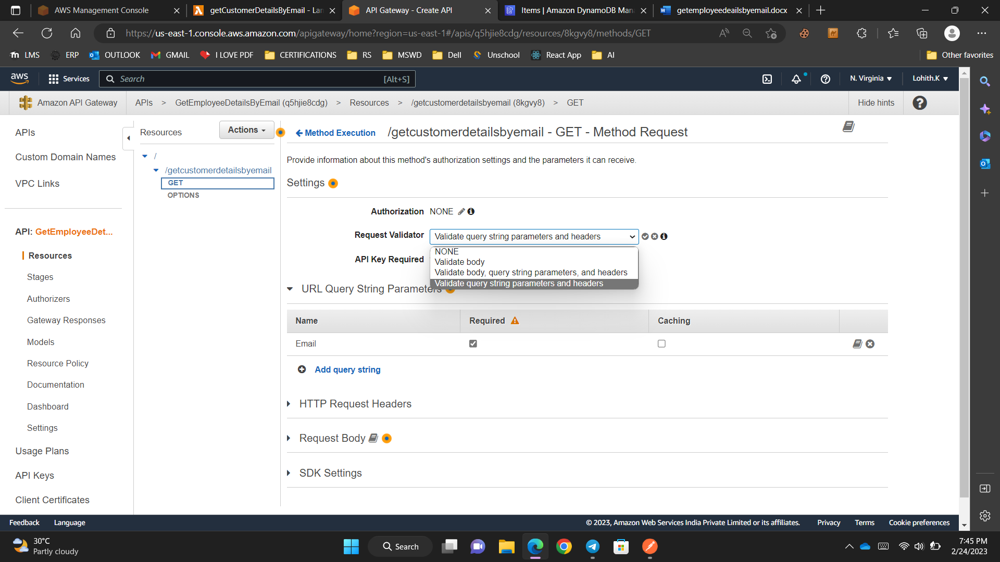 AWS Management Console
getCustomerDetailsByEmail - Lan
API Gateway - Create API
Items | Amazon DynamoDB Man
getemployeedeailsbyemail.docx
https://us-east-1.console.aws.amazon.com/apigateway/home?region=us-east-1#/apis/q5hjie8cdg/resources/8kgvy8/methods/GET
LMS
ERP
OUTLOOK
GMAIL
I LOVE PDF
CERTIFICATIONS
RS
MSWD
Dell
Unschool
React App
AI
Other favorites
aws
Services
Search
[Alt+S]
N. Virginia
Lohith.K
Amazon API Gateway
APIs > GetEmployeeDetailsByEmail (q5hjie8cdg) > Resources > /getcustomerdetailsbyemail (8kgvy8) > GET
Hide hints
APIs
Custom Domain Names
VPC Links
API: GetEmployeeDet...
Resources
Stages
Authorizers
Gateway Responses
Models
Resource Policy
Documentation
Dashboard
Settings
Usage Plans
API Keys
Client Certificates
Resources
Actions
/
/getcustomerdetailsbyemail
GET
OPTIONS
Method Execution
/getcustomerdetailsbyemail - GET - Method Request
Provide information about this method's authorization settings and the parameters it can receive.
Settings
Authorization NONE
Request Validator
Validate query string parameters and headers
NONE
Validate body
Validate body, query string parameters, and headers
Validate query string parameters and headers
API Key Required
URL Query String Parameters
Name
Required
Caching
Email
Add query string
HTTP Request Headers
Request Body
SDK Settings
Feedback
Language
© 2023, Amazon Web Services India Private Limited or its affiliates.
Privacy
Terms
Cookie preferences
30°C
Partly cloudy
Search
7:45 PM
2/24/2023